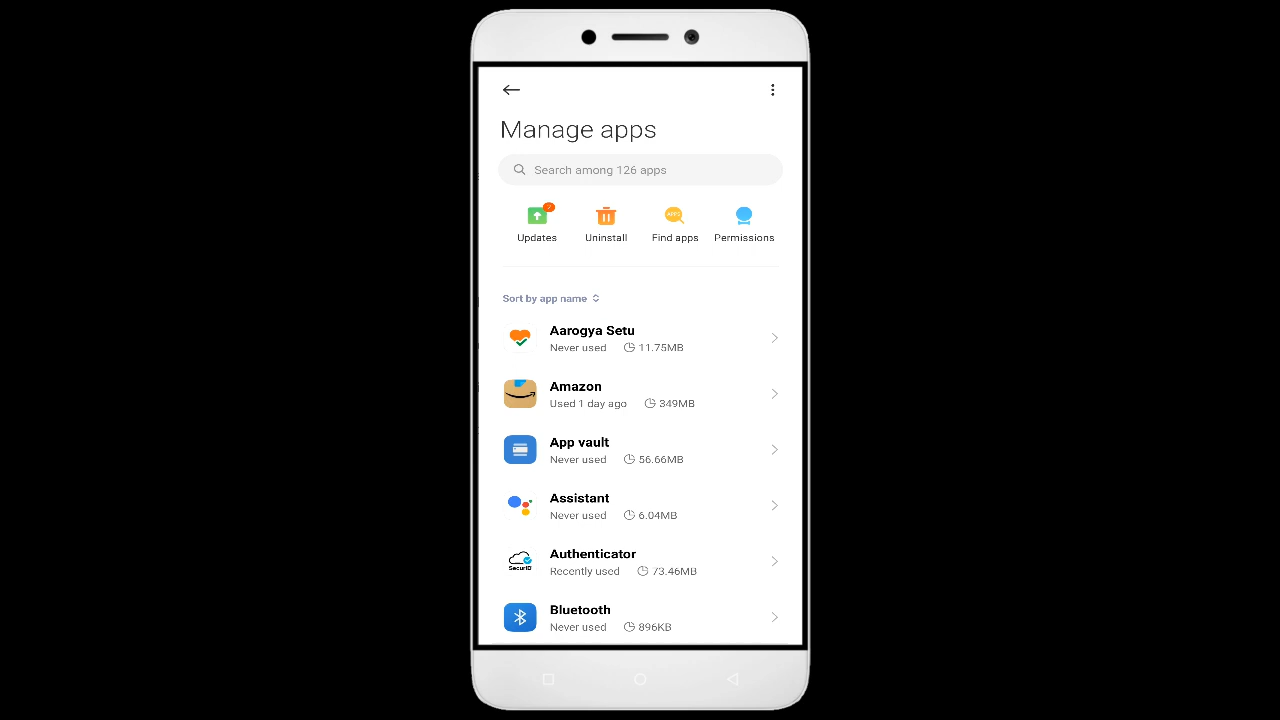 Manage apps
Search among 126 apps
Updates Uninstall Find apps Permissions
Sort by app name
Aarogya Setu
Never used 11.75MB
Amazon
Used 1 day ago 349MB
App vault
Never used 56.66MB
Assistant
Never used 6.04MB
Authenticator
Recently used 73.46MB
SecurID
Bluetooth
Never used 896KB